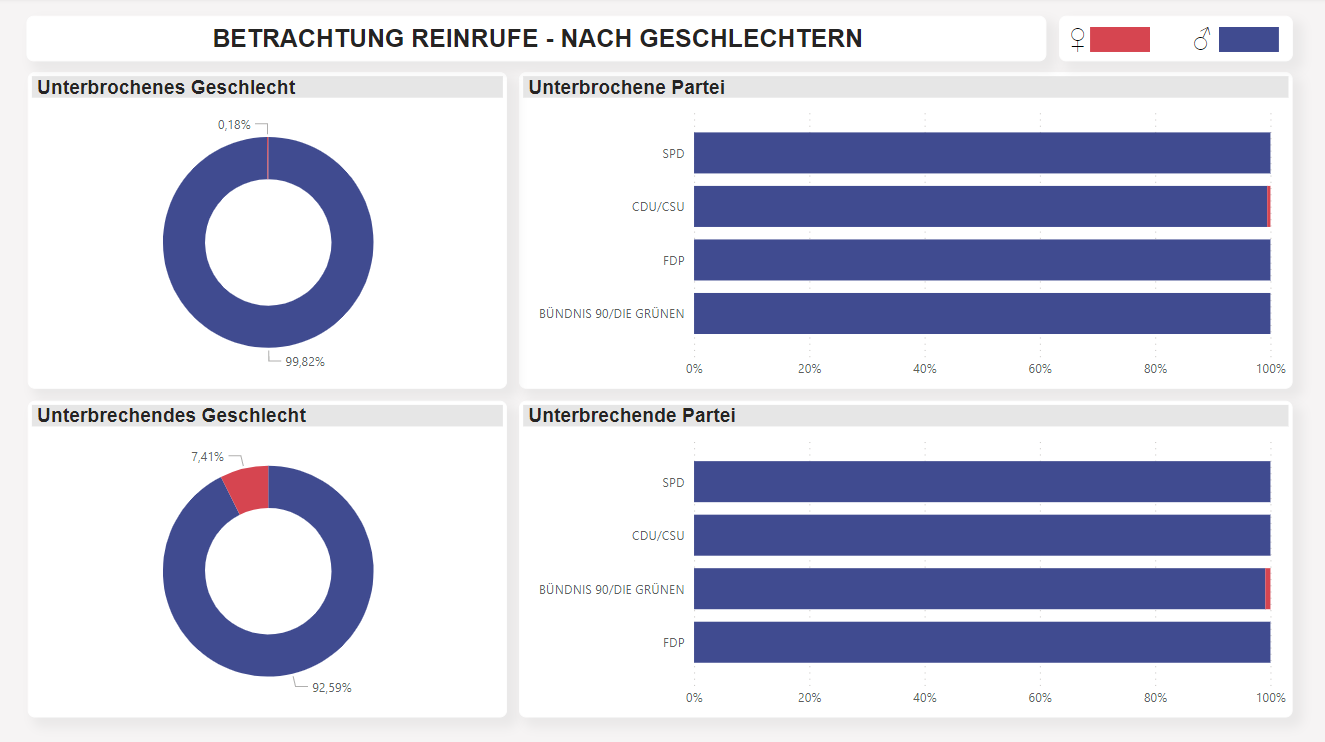 BETRACHTUNG REINRUFE - NACH GESCHLECHTERN
♀ ♂
Unterbrochenes Geschlecht
0,18%
99,82%
Unterbrochene Partei
SPD
CDU/CSU
FDP
BÜNDNIS 90/DIE GRÜNEN
0% 20% 40% 60% 80% 100%
Unterbrechendes Geschlecht
7,41%
92,59%
Unterbrechende Partei
SPD
CDU/CSU
BÜNDNIS 90/DIE GRÜNEN
FDP
0% 20% 40% 60% 80% 100%